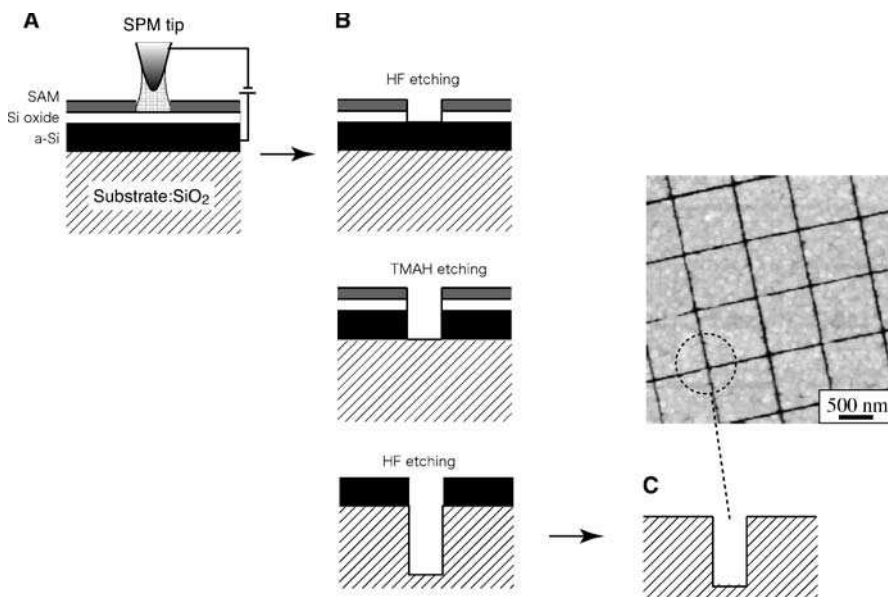 A
SPM tip
SAM
Si oxide
a-Si
Substrate:SiO₂
B
HF etching
TMAH etching
HF etching
500 nm
C